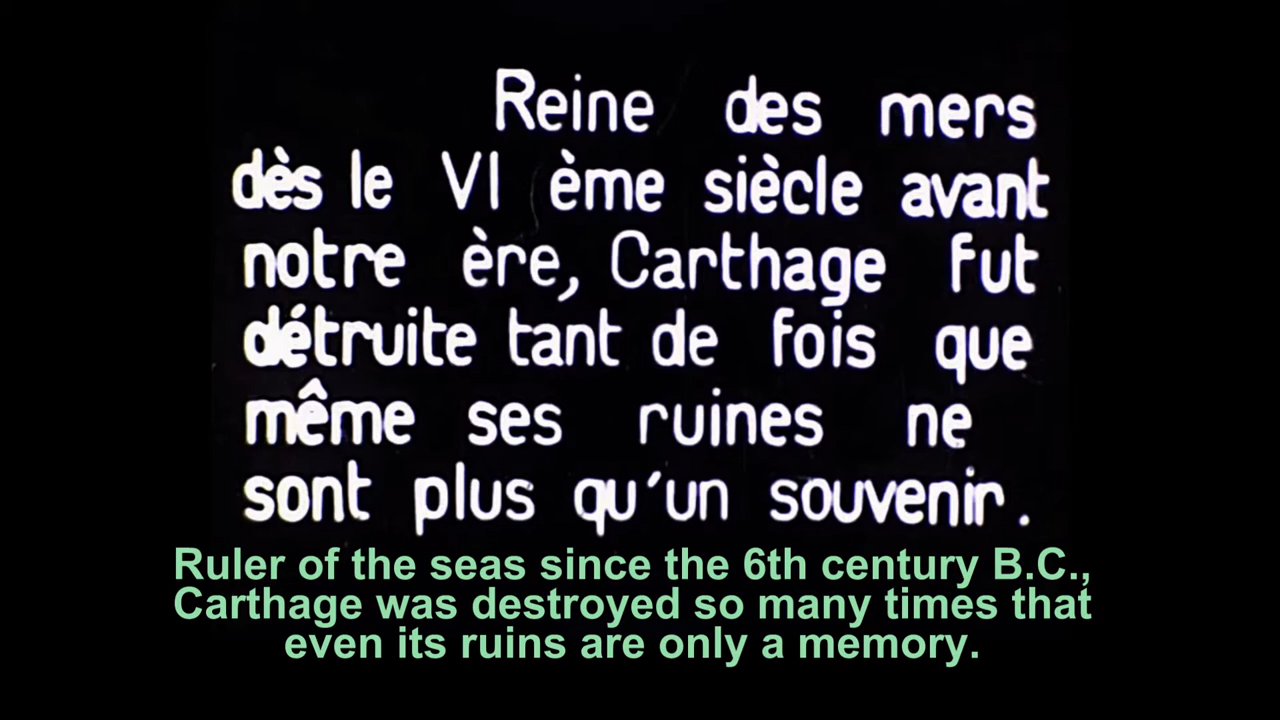 Reine des mers
dès le VI ème siècle avant
notre ère, Carthage fut
détruite tant de fois que
même ses ruines ne
sont plus qu'un souvenir.
Ruler of the seas since the 6th century B.C.,
Carthage was destroyed so many times that
even its ruins are only a memory.